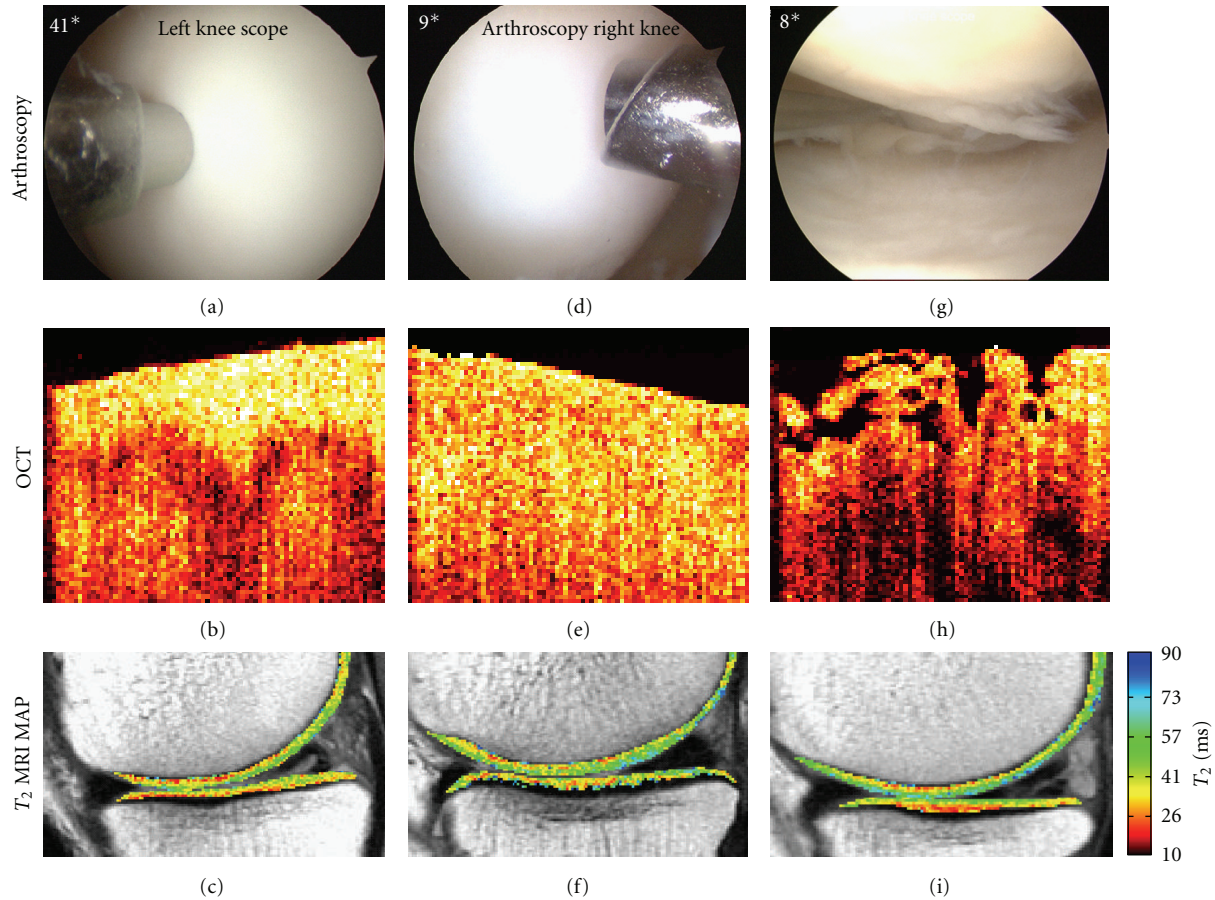 Arthroscopy
41*
Left knee scope
9*
Arthroscopy right knee
8*
(a)
(d)
(g)
OCT
(b)
(e)
(h)
T₂ MRI MAP
90
73
57
41
26
10
T₂ (ms)
(c)
(f)
(i)